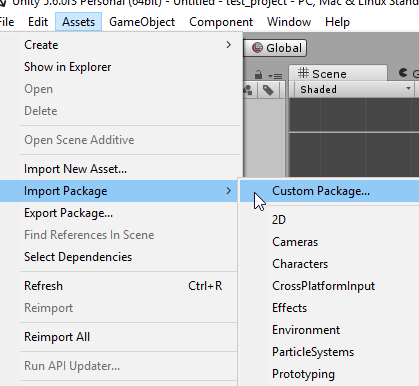 Unity 5.6.0f3 Personal (64bit) - Untitled - test_project - PC, Mac & Linux Stand
File Edit Assets GameObject Component Window Help
Create
Show in Explorer
Open
Delete
Open Scene Additive
Import New Asset...
Import Package
Export Package...
Find References In Scene
Select Dependencies
Refresh Ctrl+R
Reimport
Reimport All
Run API Updater...
Global
Scene G
Shaded
Custom Package...
2D
Cameras
Characters
CrossPlatformInput
Effects
Environment
ParticleSystems
Prototyping